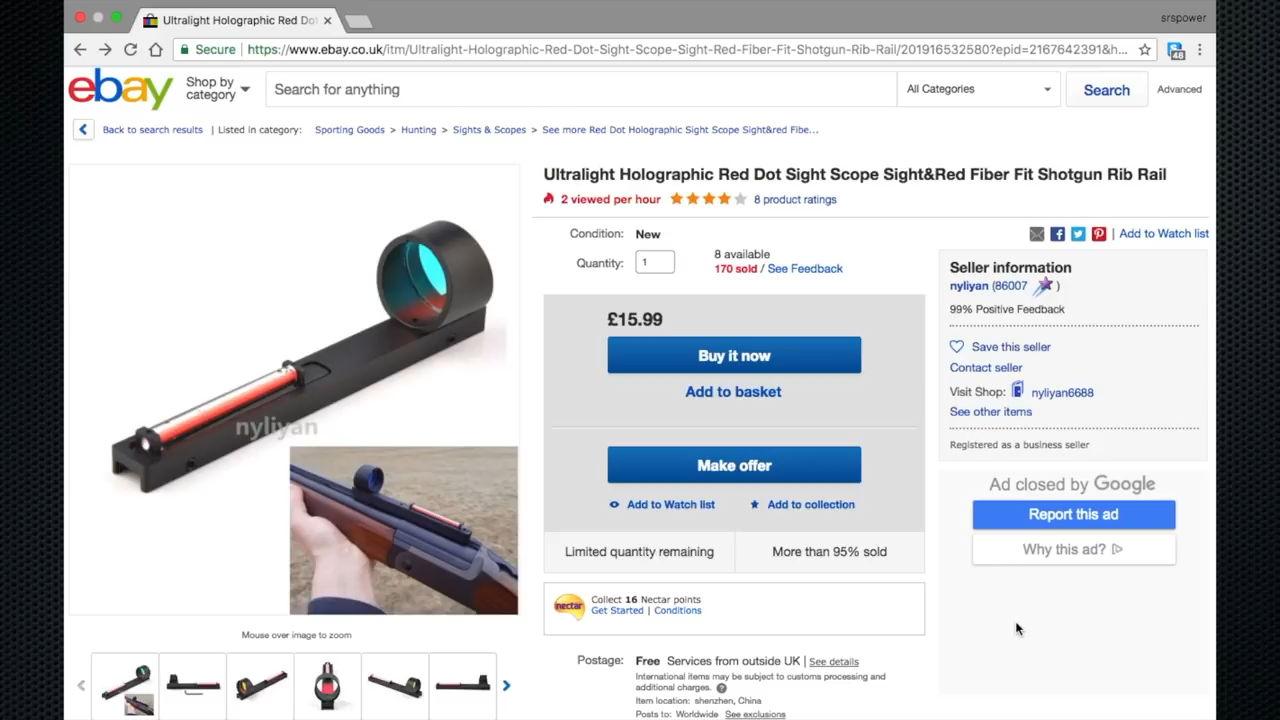 Ultralight Holographic Red Dot
srspower
Secure https://www.ebay.co.uk/itm/Ultralight-Holographic-Red-Dot-Sight-Scope-Sight-Red-Fiber-Fit-Shotgun-Rib-Rail/201916532580?epid=2167642391&h...
48
ebay
Shop by
category
Search for anything
All Categories
Search
Advanced
Back to search results | Listed in category: Sporting Goods > Hunting > Sights & Scopes > See more Red Dot Holographic Sight Scope Sight&red Fibe...
Ultralight Holographic Red Dot Sight Scope Sight&Red Fiber Fit Shotgun Rib Rail
2 viewed per hour 8 product ratings
Condition: New
| Add to Watch list
Quantity: 1
8 available
170 sold / See Feedback
£15.99
Buy it now
Add to basket
Make offer
Add to Watch list
Add to collection
Limited quantity remaining
More than 95% sold
nectar
Collect 16 Nectar points
Get Started | Conditions
Postage: Free Services from outside UK | See details
International items may be subject to customs processing and
additional charges. ?
Item location: shenzhen, China
Posts to: Worldwide See exclusions
Seller information
nyliyan (86007 )
99% Positive Feedback
Save this seller
Contact seller
Visit Shop: nyliyan6688
See other items
Registered as a business seller
Ad closed by Google
Report this ad
Why this ad?
nyliyan
Mouse over image to zoom